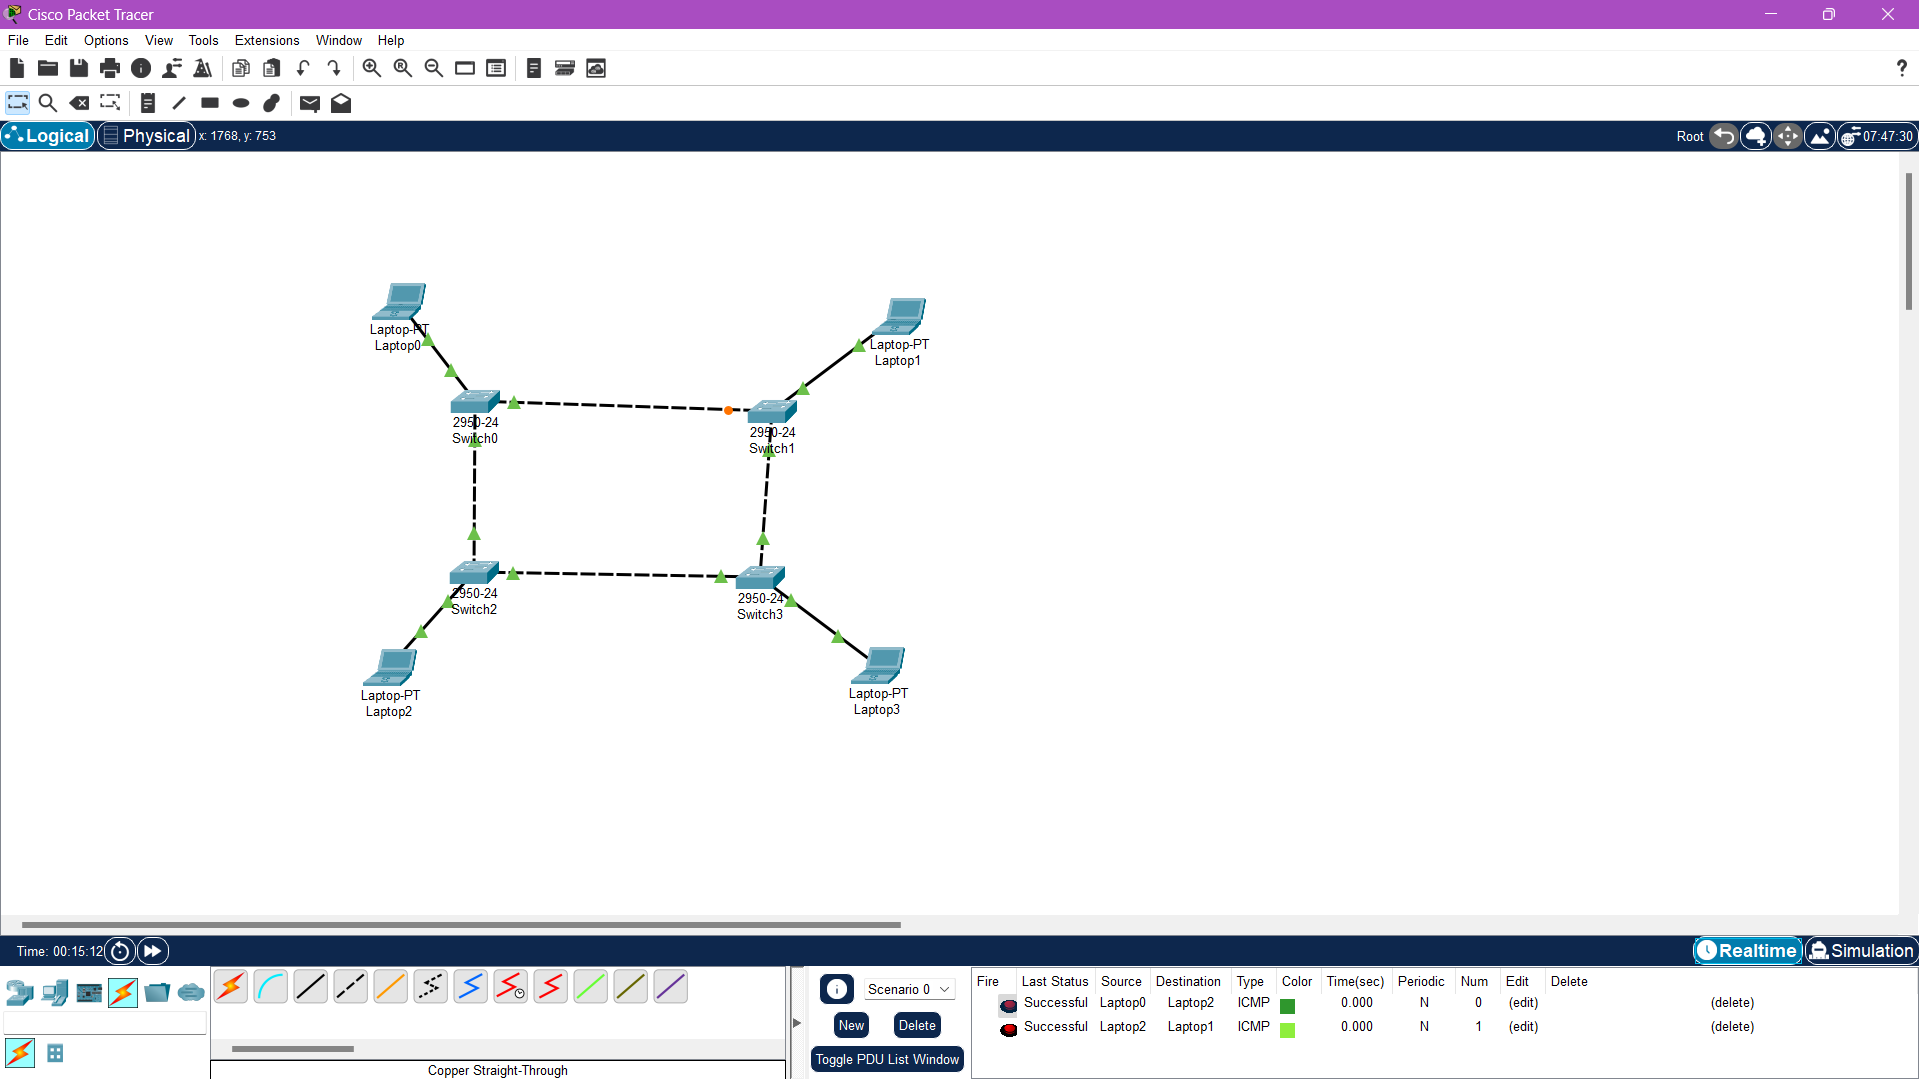 Cisco Packet Tracer
File Edit Options View Tools Extensions Window Help
Logical Physical x: 1768, y: 753 Root 07:47:30
Laptop-PT
Laptop0
Laptop-PT
Laptop1
2950-24
Switch0
2950-24
Switch1
2950-24
Switch2
2950-24
Switch3
Laptop-PT
Laptop2
Laptop-PT
Laptop3
Time: 00:15:12 Realtime Simulation
Scenario 0
New Delete
Toggle PDU List Window
Fire Last Status Source Destination Type Color Time(sec) Periodic Num Edit Delete
Successful Laptop0 Laptop2 ICMP 0.000 N 0 (edit) (delete)
Successful Laptop2 Laptop1 ICMP 0.000 N 1 (edit) (delete)
Copper Straight-Through